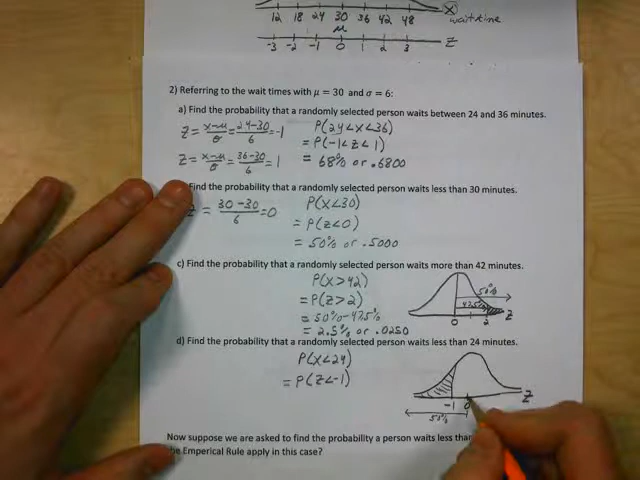 12 18 24 30 36 42 48 X
μ wait time
-3 -2 -1 0 1 2 3 Z
2) Referring to the wait times with μ = 30 and σ = 6:
a) Find the probability that a randomly selected person waits between 24 and 36 minutes.
z = x-μ/σ = 24-30/6 = -1 P(24<x<36)
= P(-1<z<1)
z = x-μ/σ = 36-30/6 = 1 = 68% or .6800
Find the probability that a randomly selected person waits less than 30 minutes.
z = 30-30/6 = 0 P(x<30)
= P(z<0)
= 50% or .5000
c) Find the probability that a randomly selected person waits more than 42 minutes.
P(x>42) 50%
= P(z>2) 47.5%
= 50%-47.5% 0 2 Z
= 2.5% or .0250
d) Find the probability that a randomly selected person waits less than 24 minutes.
P(x<24)
= P(z<-1)
-1 0 Z
50%
Now suppose we are asked to find the probability a person waits less than
the Emperical Rule apply in this case?